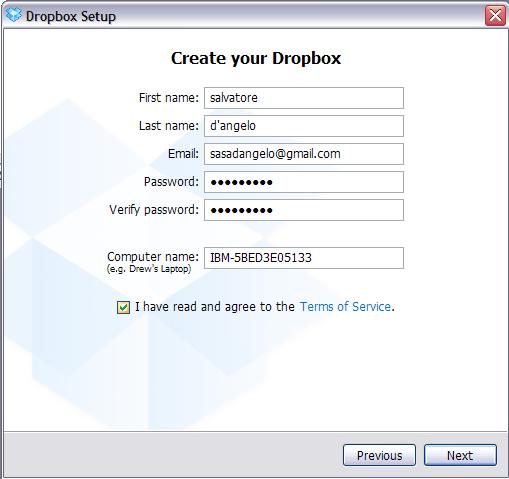 Dropbox Setup
Create your Dropbox
First name: salvatore
Last name: d'angelo
Email: sasadangelo@gmail.com
Password: ●●●●●●●●●
Verify password: ●●●●●●●●●
Computer name: IBM-5BED3E05133
(e.g. Drew's Laptop)
I have read and agree to the Terms of Service.
Previous Next